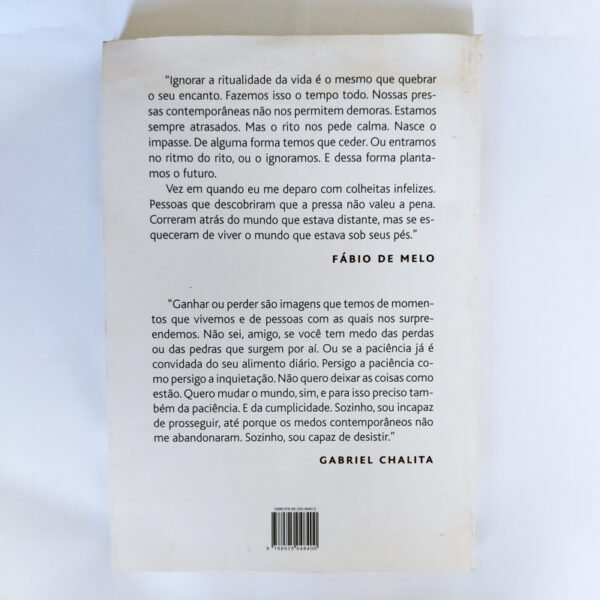 "Ignorar a ritualidade da vida é o mesmo que quebrar
o seu encanto. Fazemos isso o tempo todo. Nossas pres-
sas contemporâneas não nos permitem demoras. Estamos
sempre atrasados. Mas o rito nos pede calma. Nasce o
impasse. De alguma forma temos que ceder. Ou entramos
no ritmo do rito, ou o ignoramos. E dessa forma planta-
mos o futuro.
Vez em quando eu me deparo com colheitas infelizes.
Pessoas que descobriram que a pressa não valeu a pena.
Correram atrás do mundo que estava distante, mas se es-
queceram de viver o mundo que estava sob seus pés."
FÁBIO DE MELO
"Ganhar ou perder são imagens que temos de momen-
tos que vivemos e de pessoas com as quais nos surpre-
endemos. Não sei, amigo, se você tem medo das perdas
ou das pedras que surgem por aí. Ou se a paciência já é
convidada do seu alimento diário. Persigo a paciência co-
mo persigo a inquietação. Não quero deixar as coisas como
estão. Quero mudar o mundo, sim, e para isso preciso tam-
bém da paciência. E da cumplicidade. Sozinho, sou incapaz
de prosseguir, até porque os medos contemporâneos não
me abandonaram. Sozinho, sou capaz de desistir."
GABRIEL CHALITA
ISBN